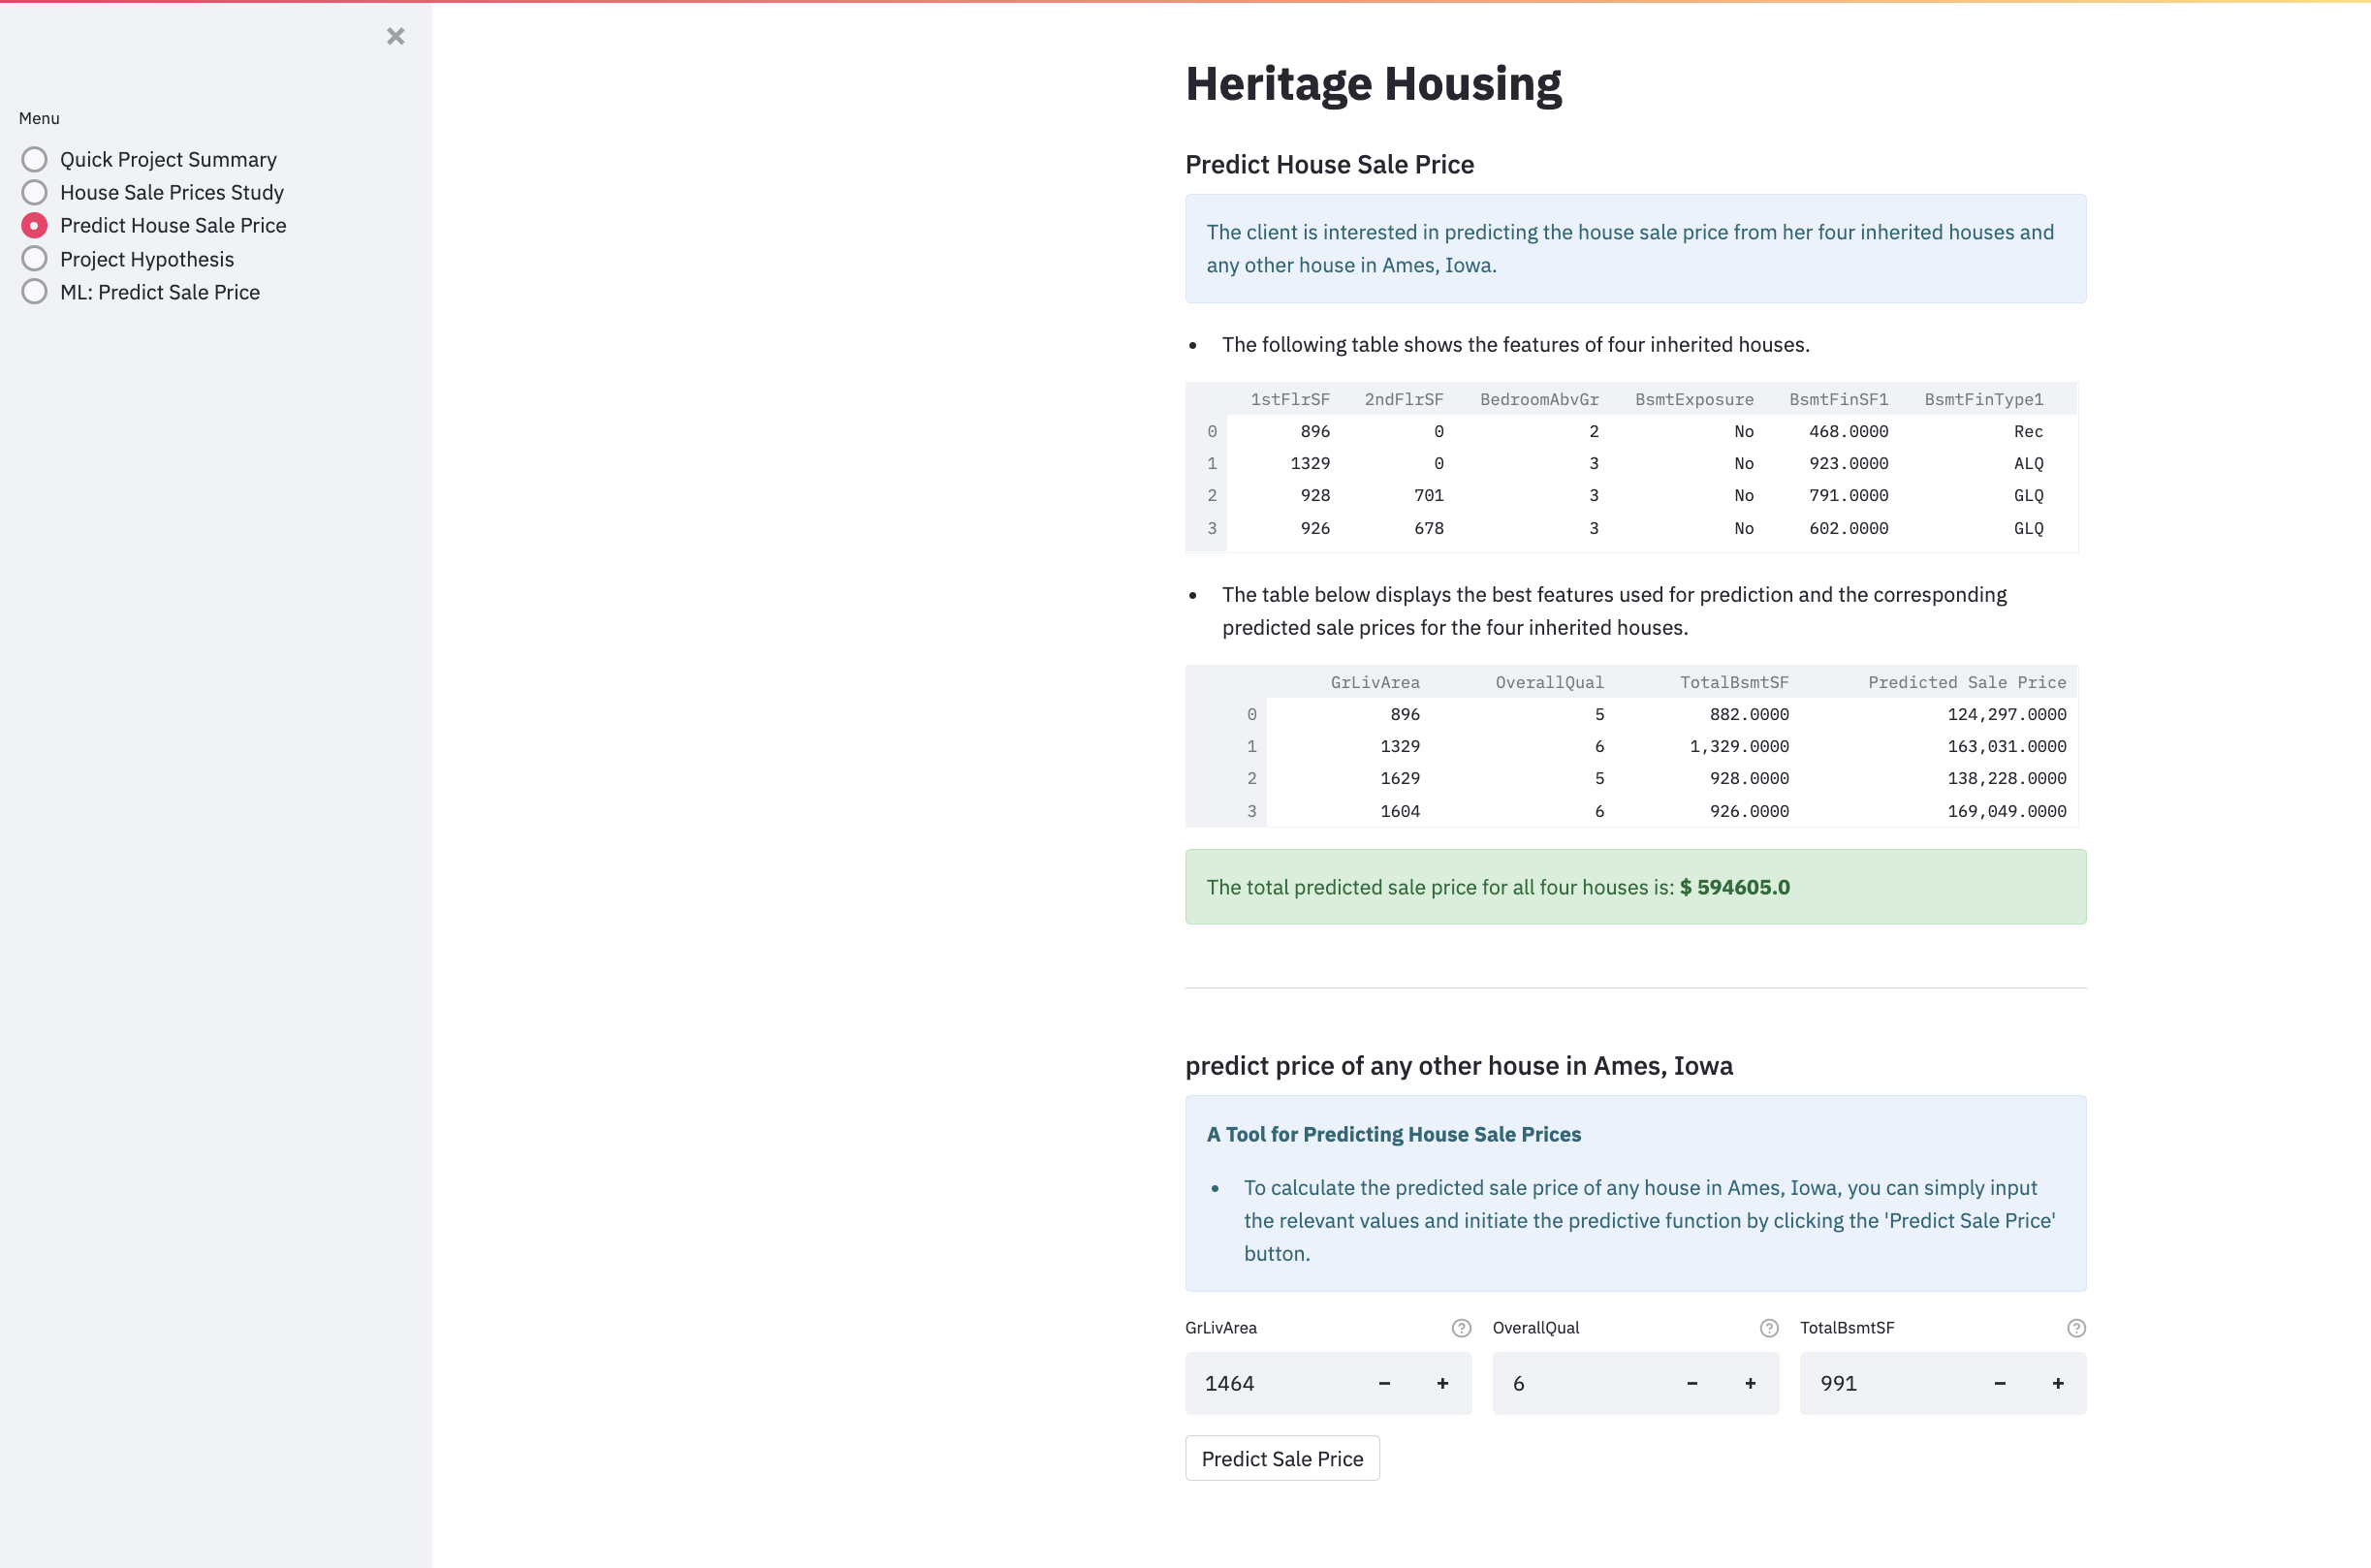 Menu
Quick Project Summary
House Sale Prices Study
Predict House Sale Price
Project Hypothesis
ML: Predict Sale Price
Heritage Housing
Predict House Sale Price
The client is interested in predicting the house sale price from her four inherited houses and
any other house in Ames, Iowa.
• The following table shows the features of four inherited houses.
1stFlrSF 2ndFlrSF BedroomAbvGr BsmtExposure BsmtFinSF1 BsmtFinType1
0 896 0 2 No 468.0000 Rec
1 1329 0 3 No 923.0000 ALQ
2 928 701 3 No 791.0000 GLQ
3 926 678 3 No 602.0000 GLQ
• The table below displays the best features used for prediction and the corresponding
predicted sale prices for the four inherited houses.
GrLivArea OverallQual TotalBsmtSF Predicted Sale Price
0 896 5 882.0000 124,297.0000
1 1329 6 1,329.0000 163,031.0000
2 1629 5 928.0000 138,228.0000
3 1604 6 926.0000 169,049.0000
The total predicted sale price for all four houses is: $ 594605.0
predict price of any other house in Ames, Iowa
A Tool for Predicting House Sale Prices
• To calculate the predicted sale price of any house in Ames, Iowa, you can simply input
the relevant values and initiate the predictive function by clicking the 'Predict Sale Price'
button.
GrLivArea OverallQual TotalBsmtSF
1464 − + 6 − + 991 − +
Predict Sale Price